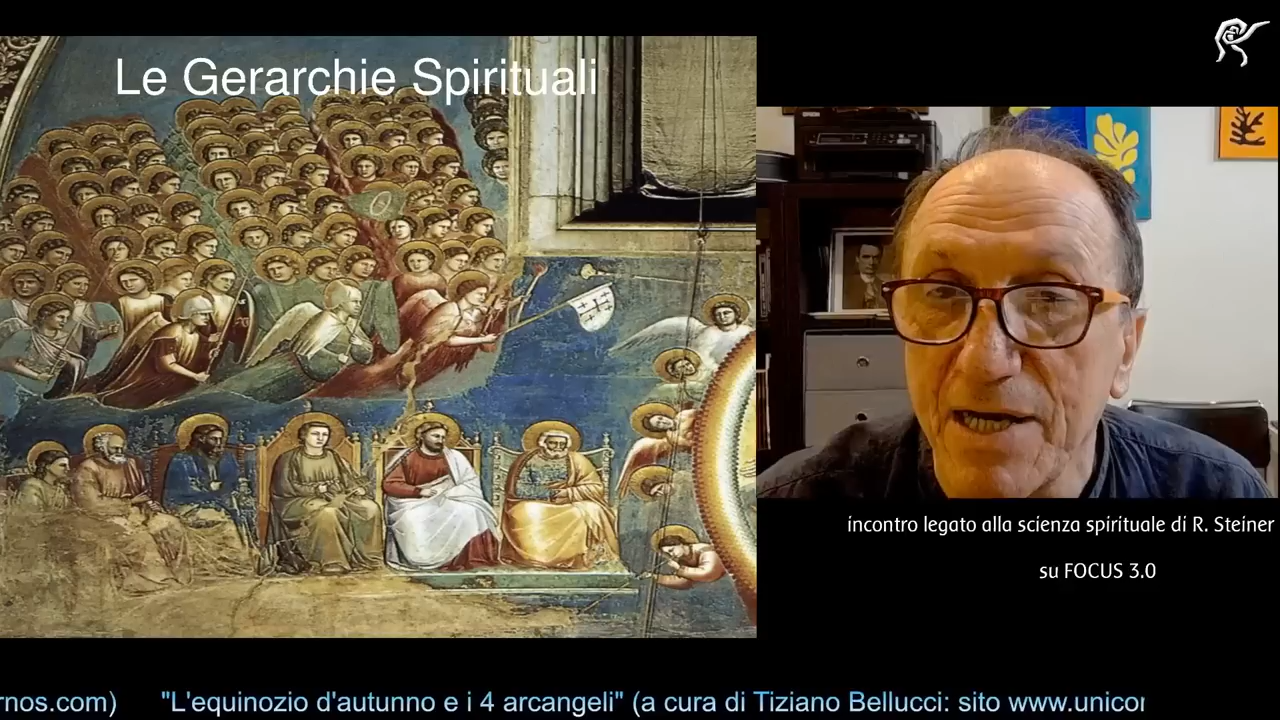 Le Gerarchie Spirituali
incontro legato alla scienza spirituale di R. Steiner
su FOCUS 3.0
rnos.com) "L'equinozio d'autunno e i 4 arcangeli" (a cura di Tiziano Bellucci: sito www.unicor